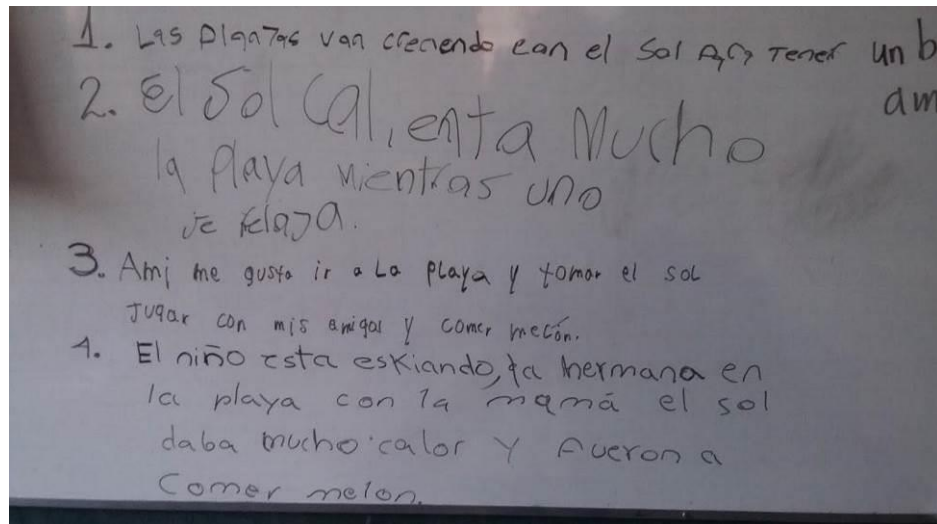 1. Las Plantas van creciendo con el Sol Para Tener un b
am
2. El Sol Calienta Mucho
la Playa mientras uno
se relaja.
3. Ami me gusta ir a La playa y tomar el sol
Jugar con mis amigas y comer melón.
4. El niño esta eskiando, la hermana en
la playa con la mamá el sol
daba mucho calor y fueron a
Comer melon.